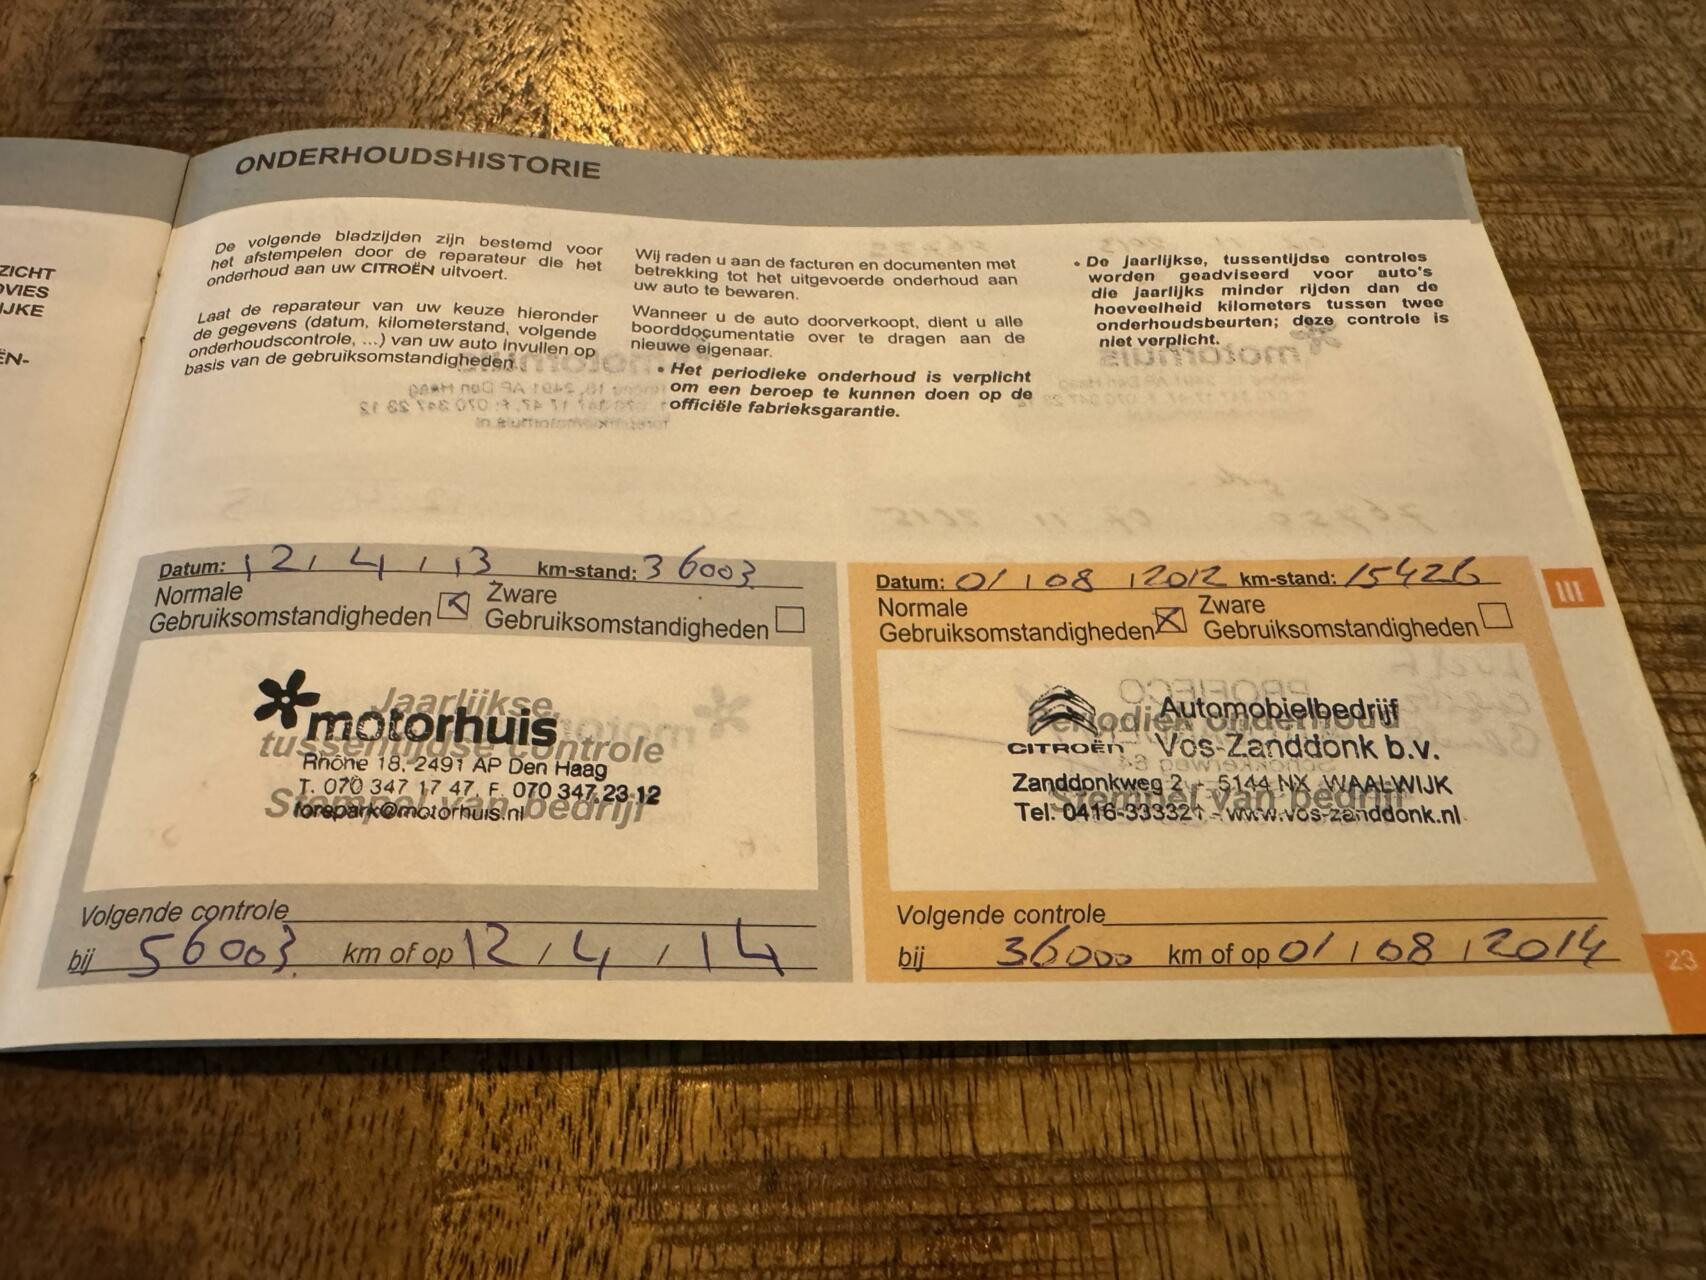 ZICHT
VIES
IJKE
ËN-
ONDERHOUDSHISTORIE
De volgende bladzijden zijn bestemd voor
het afstempelen door de reparateur die het
onderhoud aan uw CITROËN uitvoert.
Laat de reparateur van uw keuze hieronder
de gegevens (datum, kilometerstand, volgende
onderhoudscontrole, ...) van uw auto invullen op
basis van de gebruiksomstandigheden.
Wij raden u aan de facturen en documenten met
betrekking tot het uitgevoerde onderhoud aan
uw auto te bewaren.
Wanneer u de auto doorverkoopt, dient u alle
boorddocumentatie over te dragen aan de
nieuwe eigenaar.
• Het periodieke onderhoud is verplicht
om een beroep te kunnen doen op de
officiële fabrieksgarantie.
• De jaarlijkse, tussentijdse controles
worden geadviseerd voor auto's
die jaarlijks minder rijden dan de
hoeveelheid kilometers tussen twee
onderhoudsbeurten; deze controle is
niet verplicht.
Datum: 12 / 4 / 13 km-stand: 36003
Normale
Gebruiksomstandigheden
Zware
Gebruiksomstandigheden
Jaarlijkse,
motorhuis
tussentijdse controle
Rhône 18, 2491 AP Den Haag
T. 070 347 17 47, F. 070 347 23 12
Stempel van bedrijf
forepark@motorhuis.nl
Volgende controle
bij 56003 km of op 12 / 4 / 14
Datum: 01 / 08 / 2012 km-stand: 15426
Normale
Gebruiksomstandigheden
Zware
Gebruiksomstandigheden
Automobielbedrijf
Periodiek onderhoud
CITROËN Vos-Zanddonk b.v.
Zanddonkweg 2 - 5144 NX WAALWIJK
Stempel van bedrijf
Tel. 0416-333321 - www.vos-zanddonk.nl
Volgende controle
bij 36000 km of op 01 / 08 / 2014
III
23